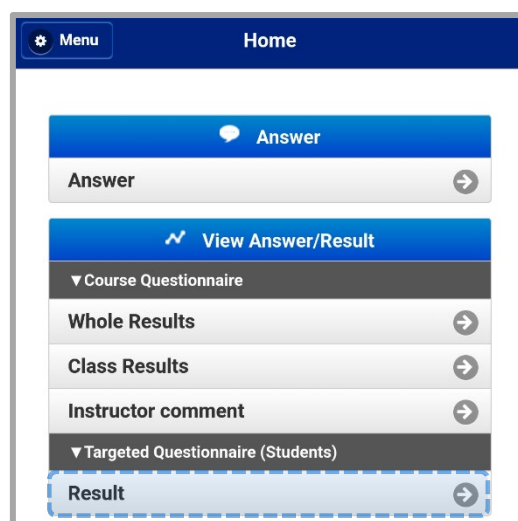 Menu
Home
Answer
Answer
View Answer/Result
▼Course Questionnaire
Whole Results
Class Results
Instructor comment
▼Targeted Questionnaire (Students)
Result